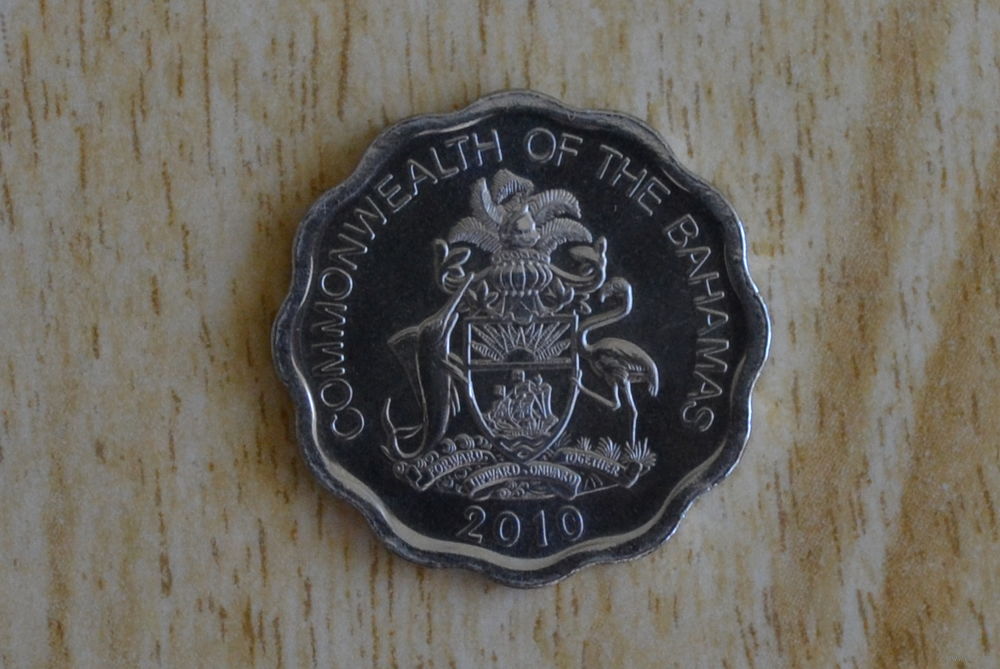 COMMONWEALTH OF THE BAHAMAS
FORWARD UPWARD ONWARD TOGETHER
2010